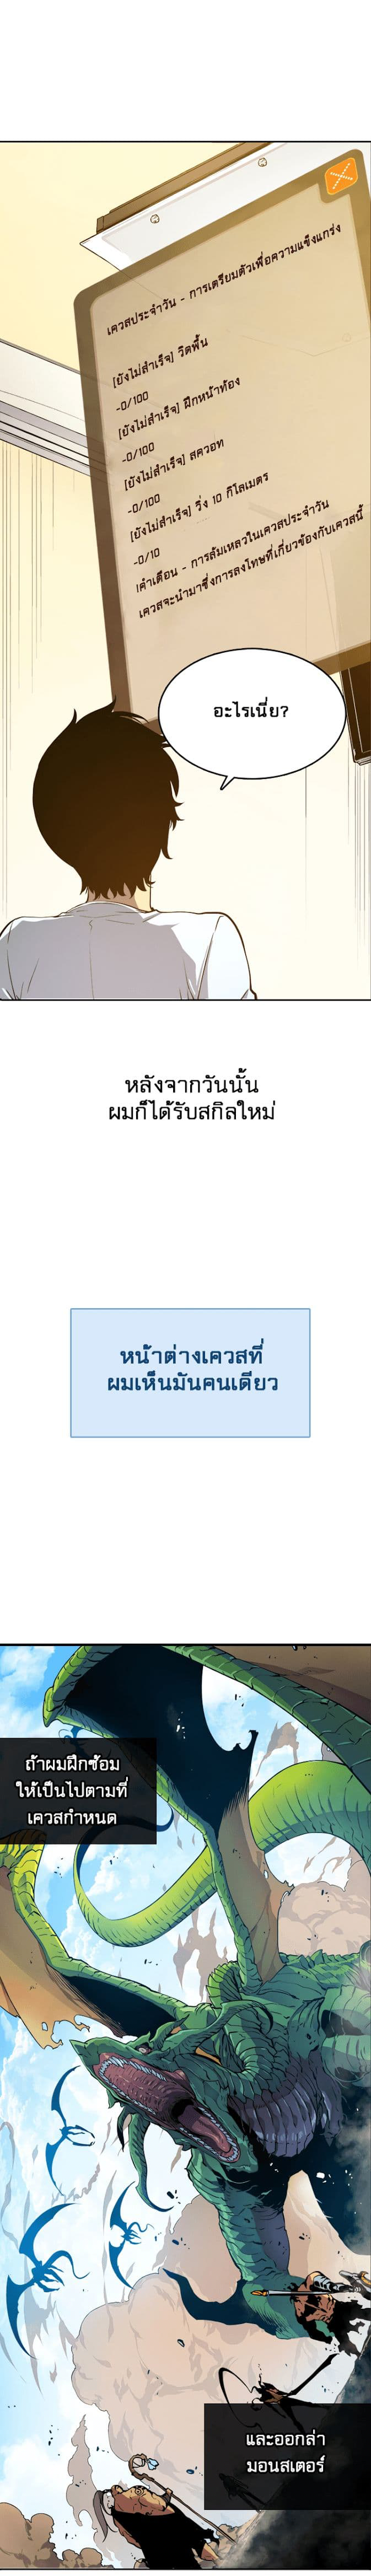 เควสประจำวัน - การเตรียมตัวเพื่อความแข็งแกร่ง
[ยังไม่สำเร็จ] วิดพื้น
-0/100
[ยังไม่สำเร็จ] ฝึกหน้าท้อง
-0/100
[ยังไม่สำเร็จ] สควอท
-0/100
[ยังไม่สำเร็จ] วิ่ง 10 กิโลเมตร
-0/10
!คำเตือน - การล้มเหลวในเควสประจำวัน
เควสจะนำมาซึ่งการลงโทษที่เกี่ยวข้องกับเควสนี้
อะไรเนี่ย?
หลังจากวันนั้น
ผมก็ได้รับสกิลใหม่
หน้าต่างเควสที่
ผมเห็นมันคนเดียว
ถ้าผมฝึกซ้อม
ให้เป็นไปตามที่
เควสกำหนด
และออกล่า
มอนสเตอร์